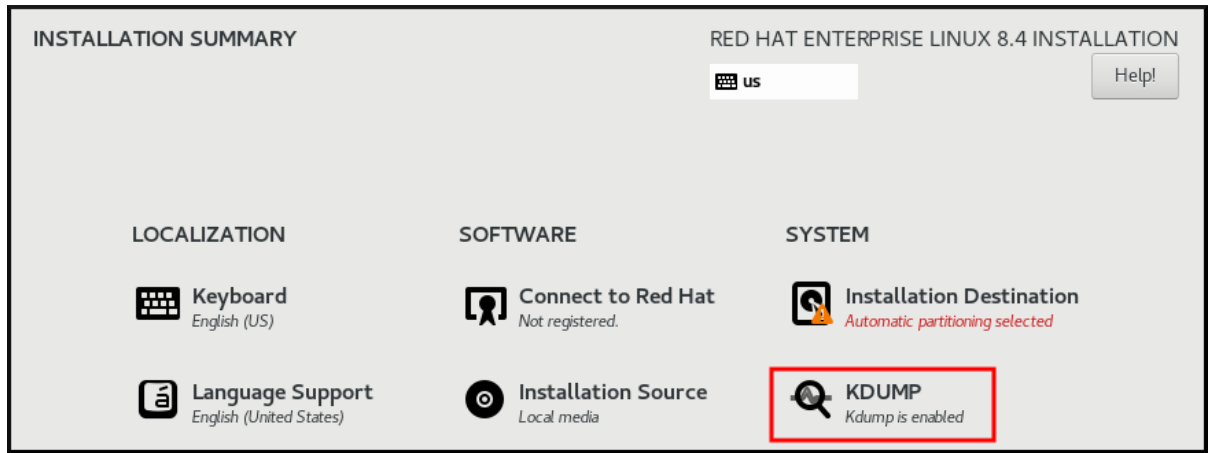 INSTALLATION SUMMARY
RED HAT ENTERPRISE LINUX 8.4 INSTALLATION
us
Help!
LOCALIZATION
SOFTWARE
SYSTEM
Keyboard
English (US)
Connect to Red Hat
Not registered.
Installation Destination
Automatic partitioning selected
Language Support
English (United States)
Installation Source
Local media
KDUMP
Kdump is enabled